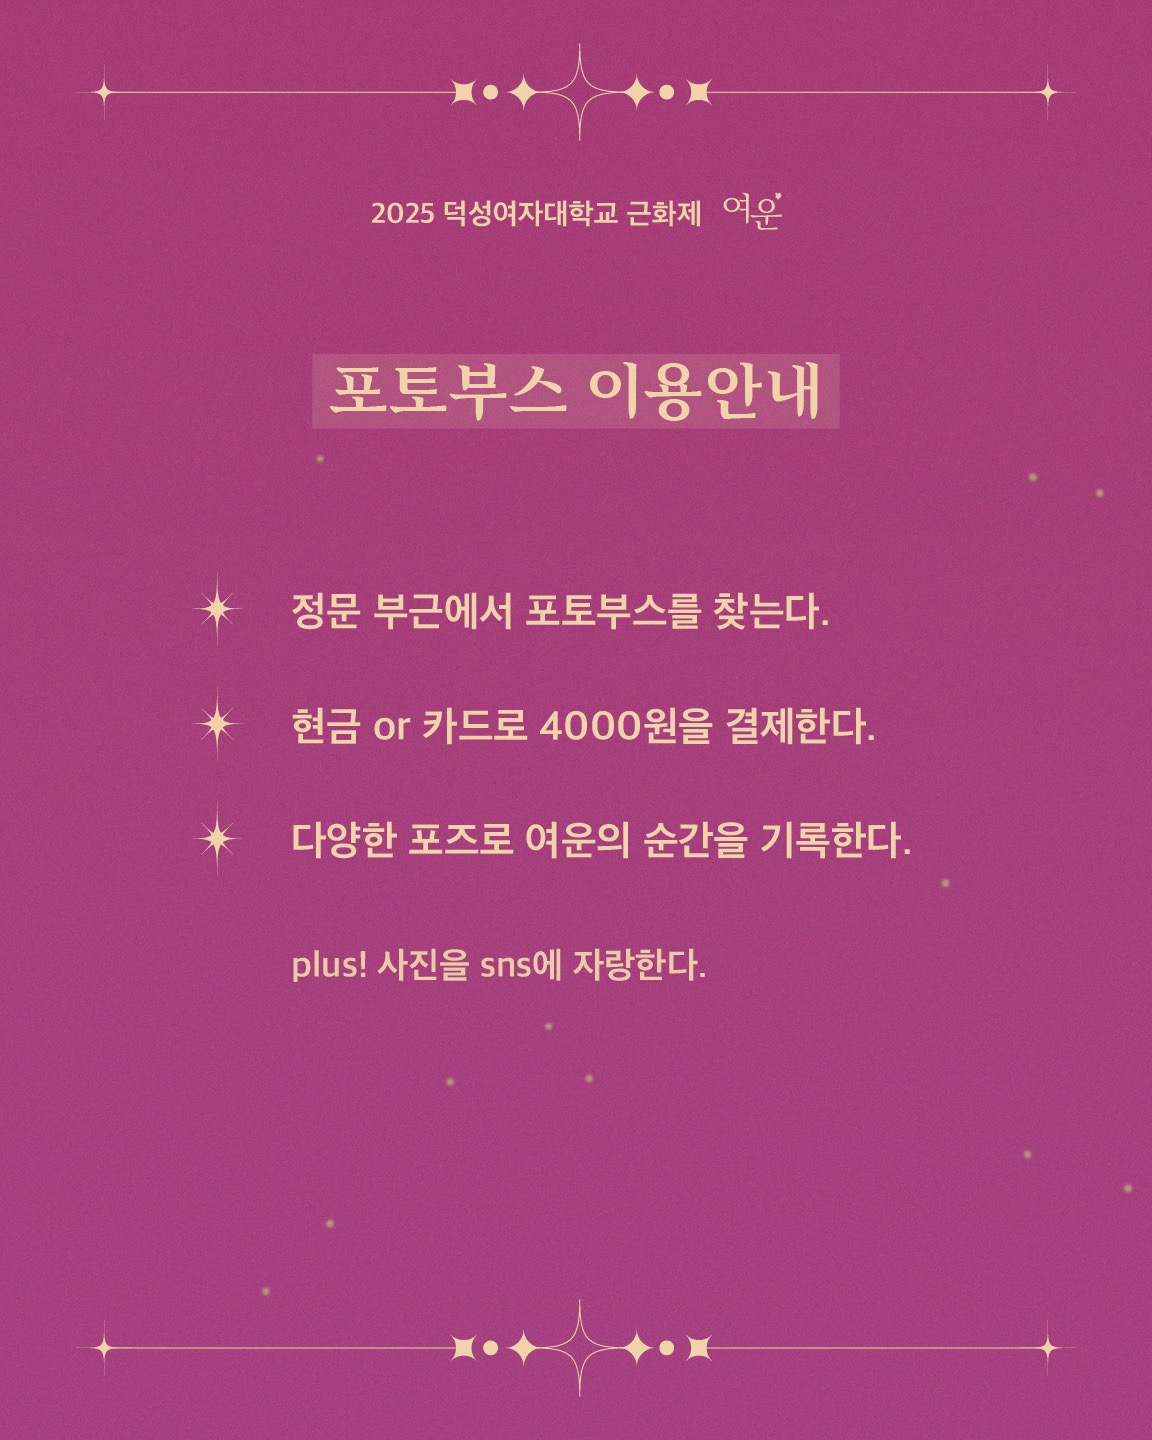 2025 덕성여자대학교 근화제 여운
포토부스 이용안내
정문 부근에서 포토부스를 찾는다.
현금 or 카드로 4000원을 결제한다.
다양한 포즈로 여운의 순간을 기록한다.
plus! 사진을 sns에 자랑한다.